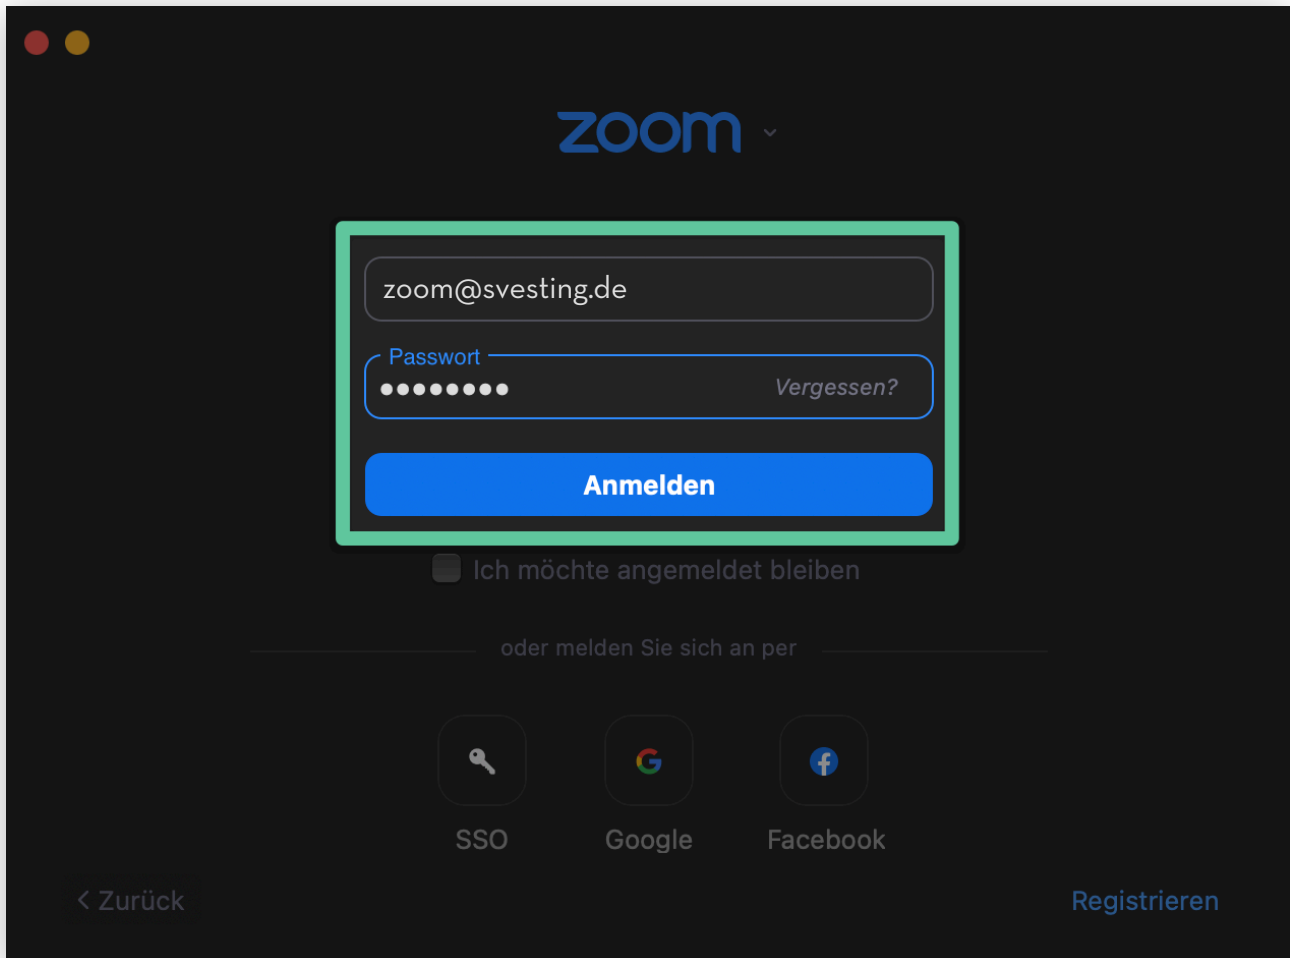 zoom
zoom@svesting.de
Passwort
●●●●●●●● Vergessen?
Anmelden
Ich möchte angemeldet bleiben
oder melden Sie sich an per
SSO Google Facebook
< Zurück Registrieren